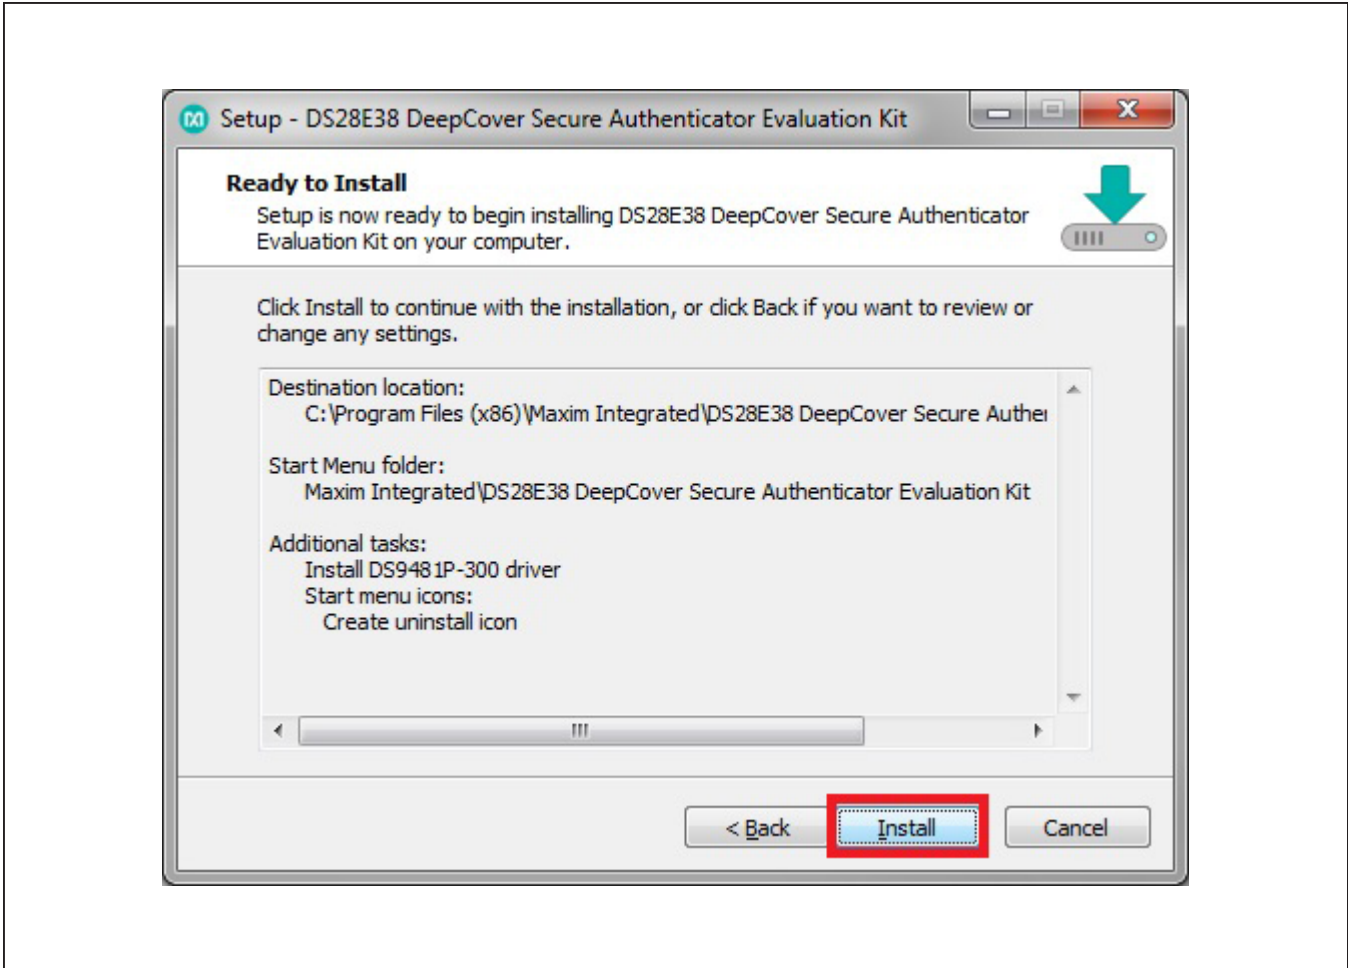 Setup - DS28E38 DeepCover Secure Authenticator Evaluation Kit
Ready to Install
Setup is now ready to begin installing DS28E38 DeepCover Secure Authenticator
Evaluation Kit on your computer.
Click Install to continue with the installation, or click Back if you want to review or
change any settings.
Destination location:
C:\Program Files (x86)\Maxim Integrated\DS28E38 DeepCover Secure Authen
Start Menu folder:
Maxim Integrated\DS28E38 DeepCover Secure Authenticator Evaluation Kit
Additional tasks:
Install DS9481P-300 driver
Start menu icons:
Create uninstall icon
< Back
Install
Cancel